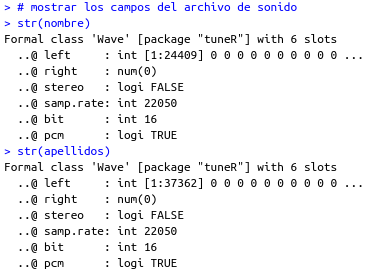 > # mostrar los campos del archivo de sonido
> str(nombre)
Formal class 'Wave' [package "tuneR"] with 6 slots
  ..@ left     : int [1:24409] 0 0 0 0 0 0 0 0 0 0 ...
  ..@ right    : num(0)
  ..@ stereo   : logi FALSE
  ..@ samp.rate: int 22050
  ..@ bit      : int 16
  ..@ pcm      : logi TRUE
> str(apellidos)
Formal class 'Wave' [package "tuneR"] with 6 slots
  ..@ left     : int [1:37362] 0 0 0 0 0 0 0 0 0 0 ...
  ..@ right    : num(0)
  ..@ stereo   : logi FALSE
  ..@ samp.rate: int 22050
  ..@ bit      : int 16
  ..@ pcm      : logi TRUE